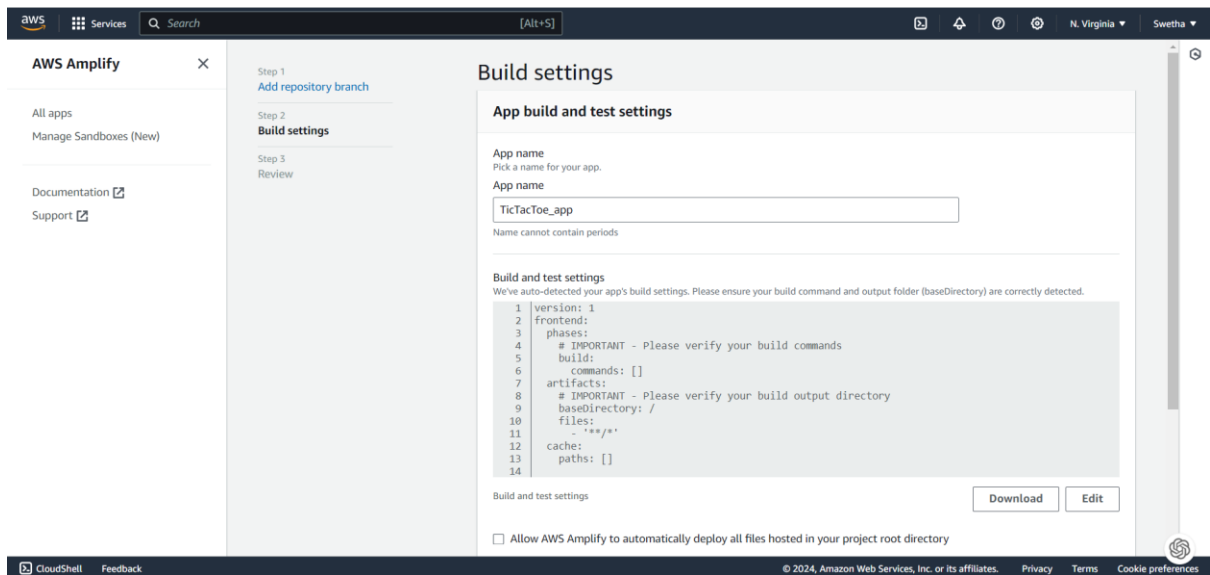 aws
Services
Search
[Alt+S]
N. Virginia
Swetha
AWS Amplify
All apps
Manage Sandboxes (New)
Documentation
Support
Step 1
Add repository branch
Step 2
Build settings
Step 3
Review
Build settings
App build and test settings
App name
Pick a name for your app.
App name
TicTacToe_app
Name cannot contain periods
Build and test settings
We've auto-detected your app's build settings. Please ensure your build command and output folder (baseDirectory) are correctly detected.
1 version: 1
2 frontend:
3   phases:
4     # IMPORTANT - Please verify your build commands
5     build:
6       commands: []
7   artifacts:
8     # IMPORTANT - Please verify your build output directory
9     baseDirectory: /
10     files:
11       - '**/*'
12   cache:
13     paths: []
14
Build and test settings
Download
Edit
Allow AWS Amplify to automatically deploy all files hosted in your project root directory
CloudShell
Feedback
© 2024, Amazon Web Services, Inc. or its affiliates.
Privacy
Terms
Cookie preferences